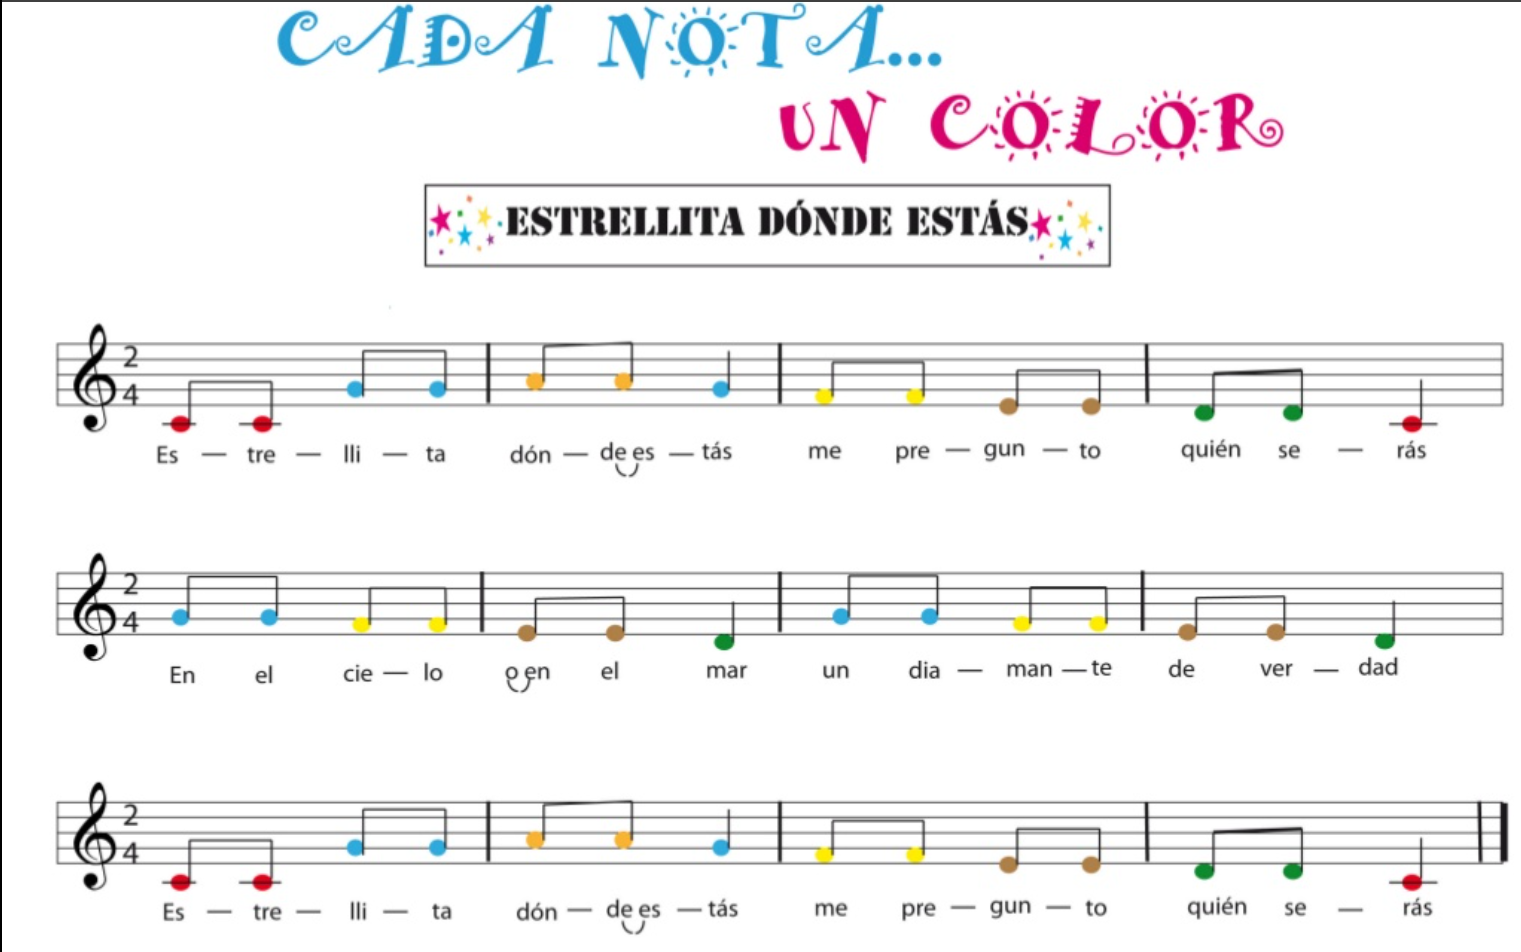 CADA NOTA...
UN COLOR
ESTRELLITA DÓNDE ESTÁS
2
4
Es — tre — lli — ta dón — de es — tás me pre — gun — to quién se — rás
2
4
En el cie — lo o en el mar un dia — man — te de ver — dad
2
4
Es — tre — lli — ta dón — de es — tás me pre — gun — to quién se — rás